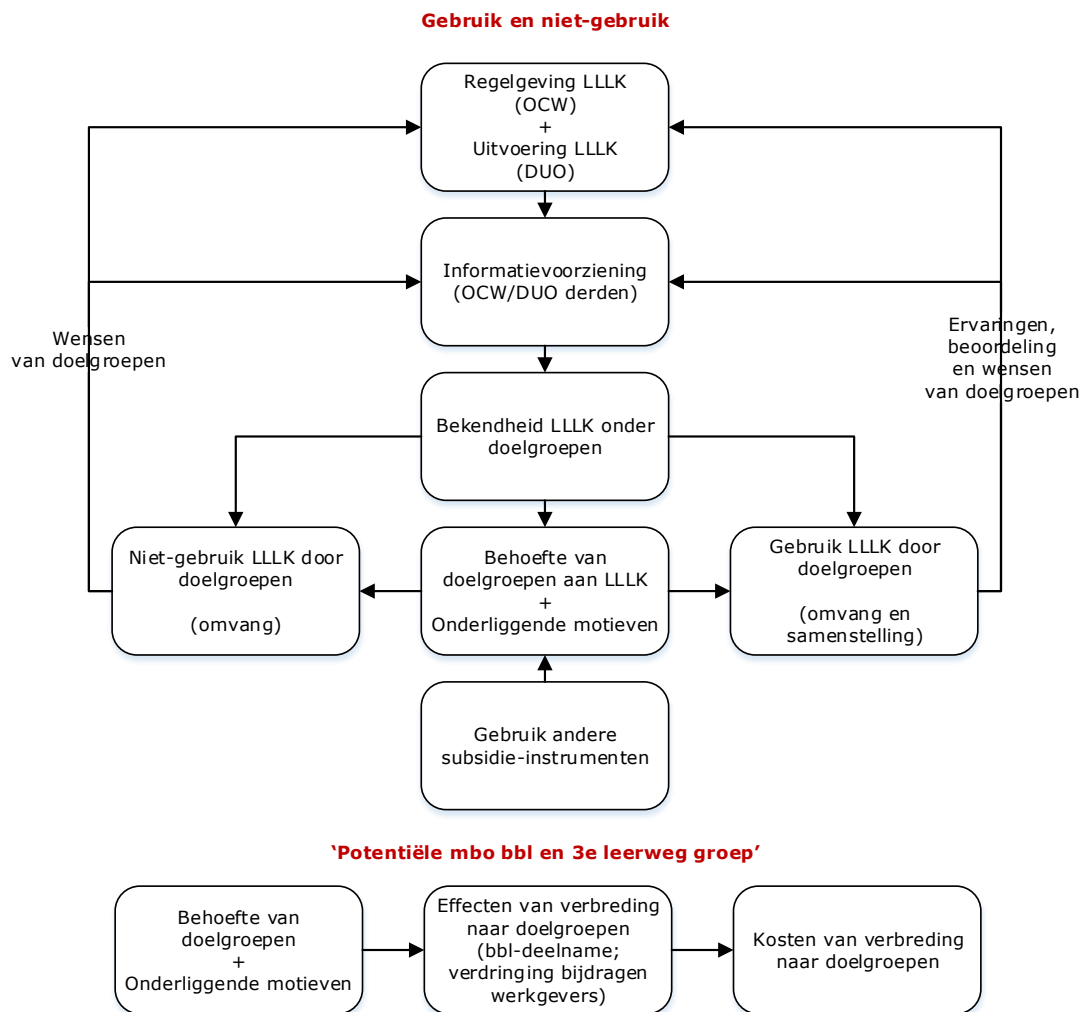 Gebruik en niet-gebruik
Regelgeving LLLK
(OCW)
+
Uitvoering LLLK
(DUO)
Informatievoorziening
(OCW/DUO derden)
Wensen
van doelgroepen
Ervaringen,
beoordeling
en wensen
van doelgroepen
Bekendheid LLLK onder
doelgroepen
Niet-gebruik LLLK door
doelgroepen
(omvang)
Behoefte van
doelgroepen aan LLLK
+
Onderliggende motieven
Gebruik LLLK door
doelgroepen
(omvang en
samenstelling)
Gebruik andere
subsidie-instrumenten
‘Potentiële mbo bbl en 3e leerweg groep’
Behoefte van
doelgroepen
+
Onderliggende motieven
Effecten van verbreding
naar doelgroepen
(bbl-deelname;
verdringing bijdragen
werkgevers)
Kosten van verbreding
naar doelgroepen